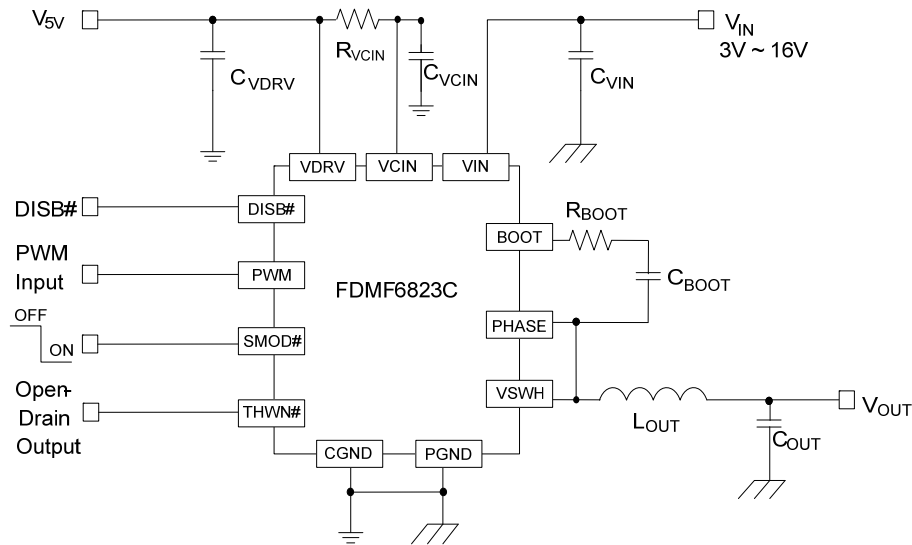 V5V
RVCIN
CVDRV
CVCIN
CVIN
VIN
3V ~ 16V
VDRV
VCIN
VIN
DISB#
DISB#
PWM
Input
PWM
OFF
ON
SMOD#
Open-
Drain
Output
THWN#
FDMF6823C
BOOT
RBOOT
CBOOT
PHASE
VSWH
LOUT
VOUT
COUT
CGND
PGND